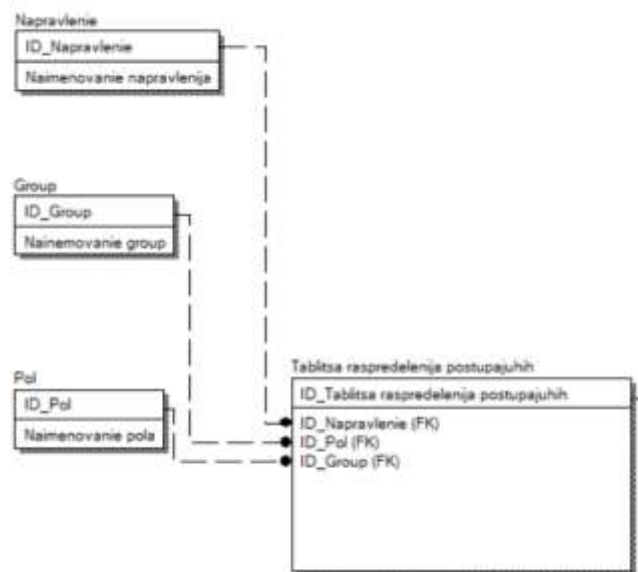 Napravlenie
ID_Napravlenie
Naimenovanie napravlenija
Group
ID_Group
Nainemovanie group
Pol
ID_Pol
Naimenovanie pola
Tablitsa raspredelenija postupajuhih
ID_Tablitsa raspredelenija postupajuhih
ID_Napravlenie (FK)
ID_Pol (FK)
ID_Group (FK)